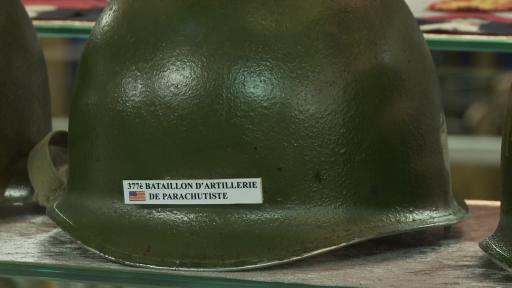 377è BATAILLON D'ARTILLERIE
DE PARACHUTISTE